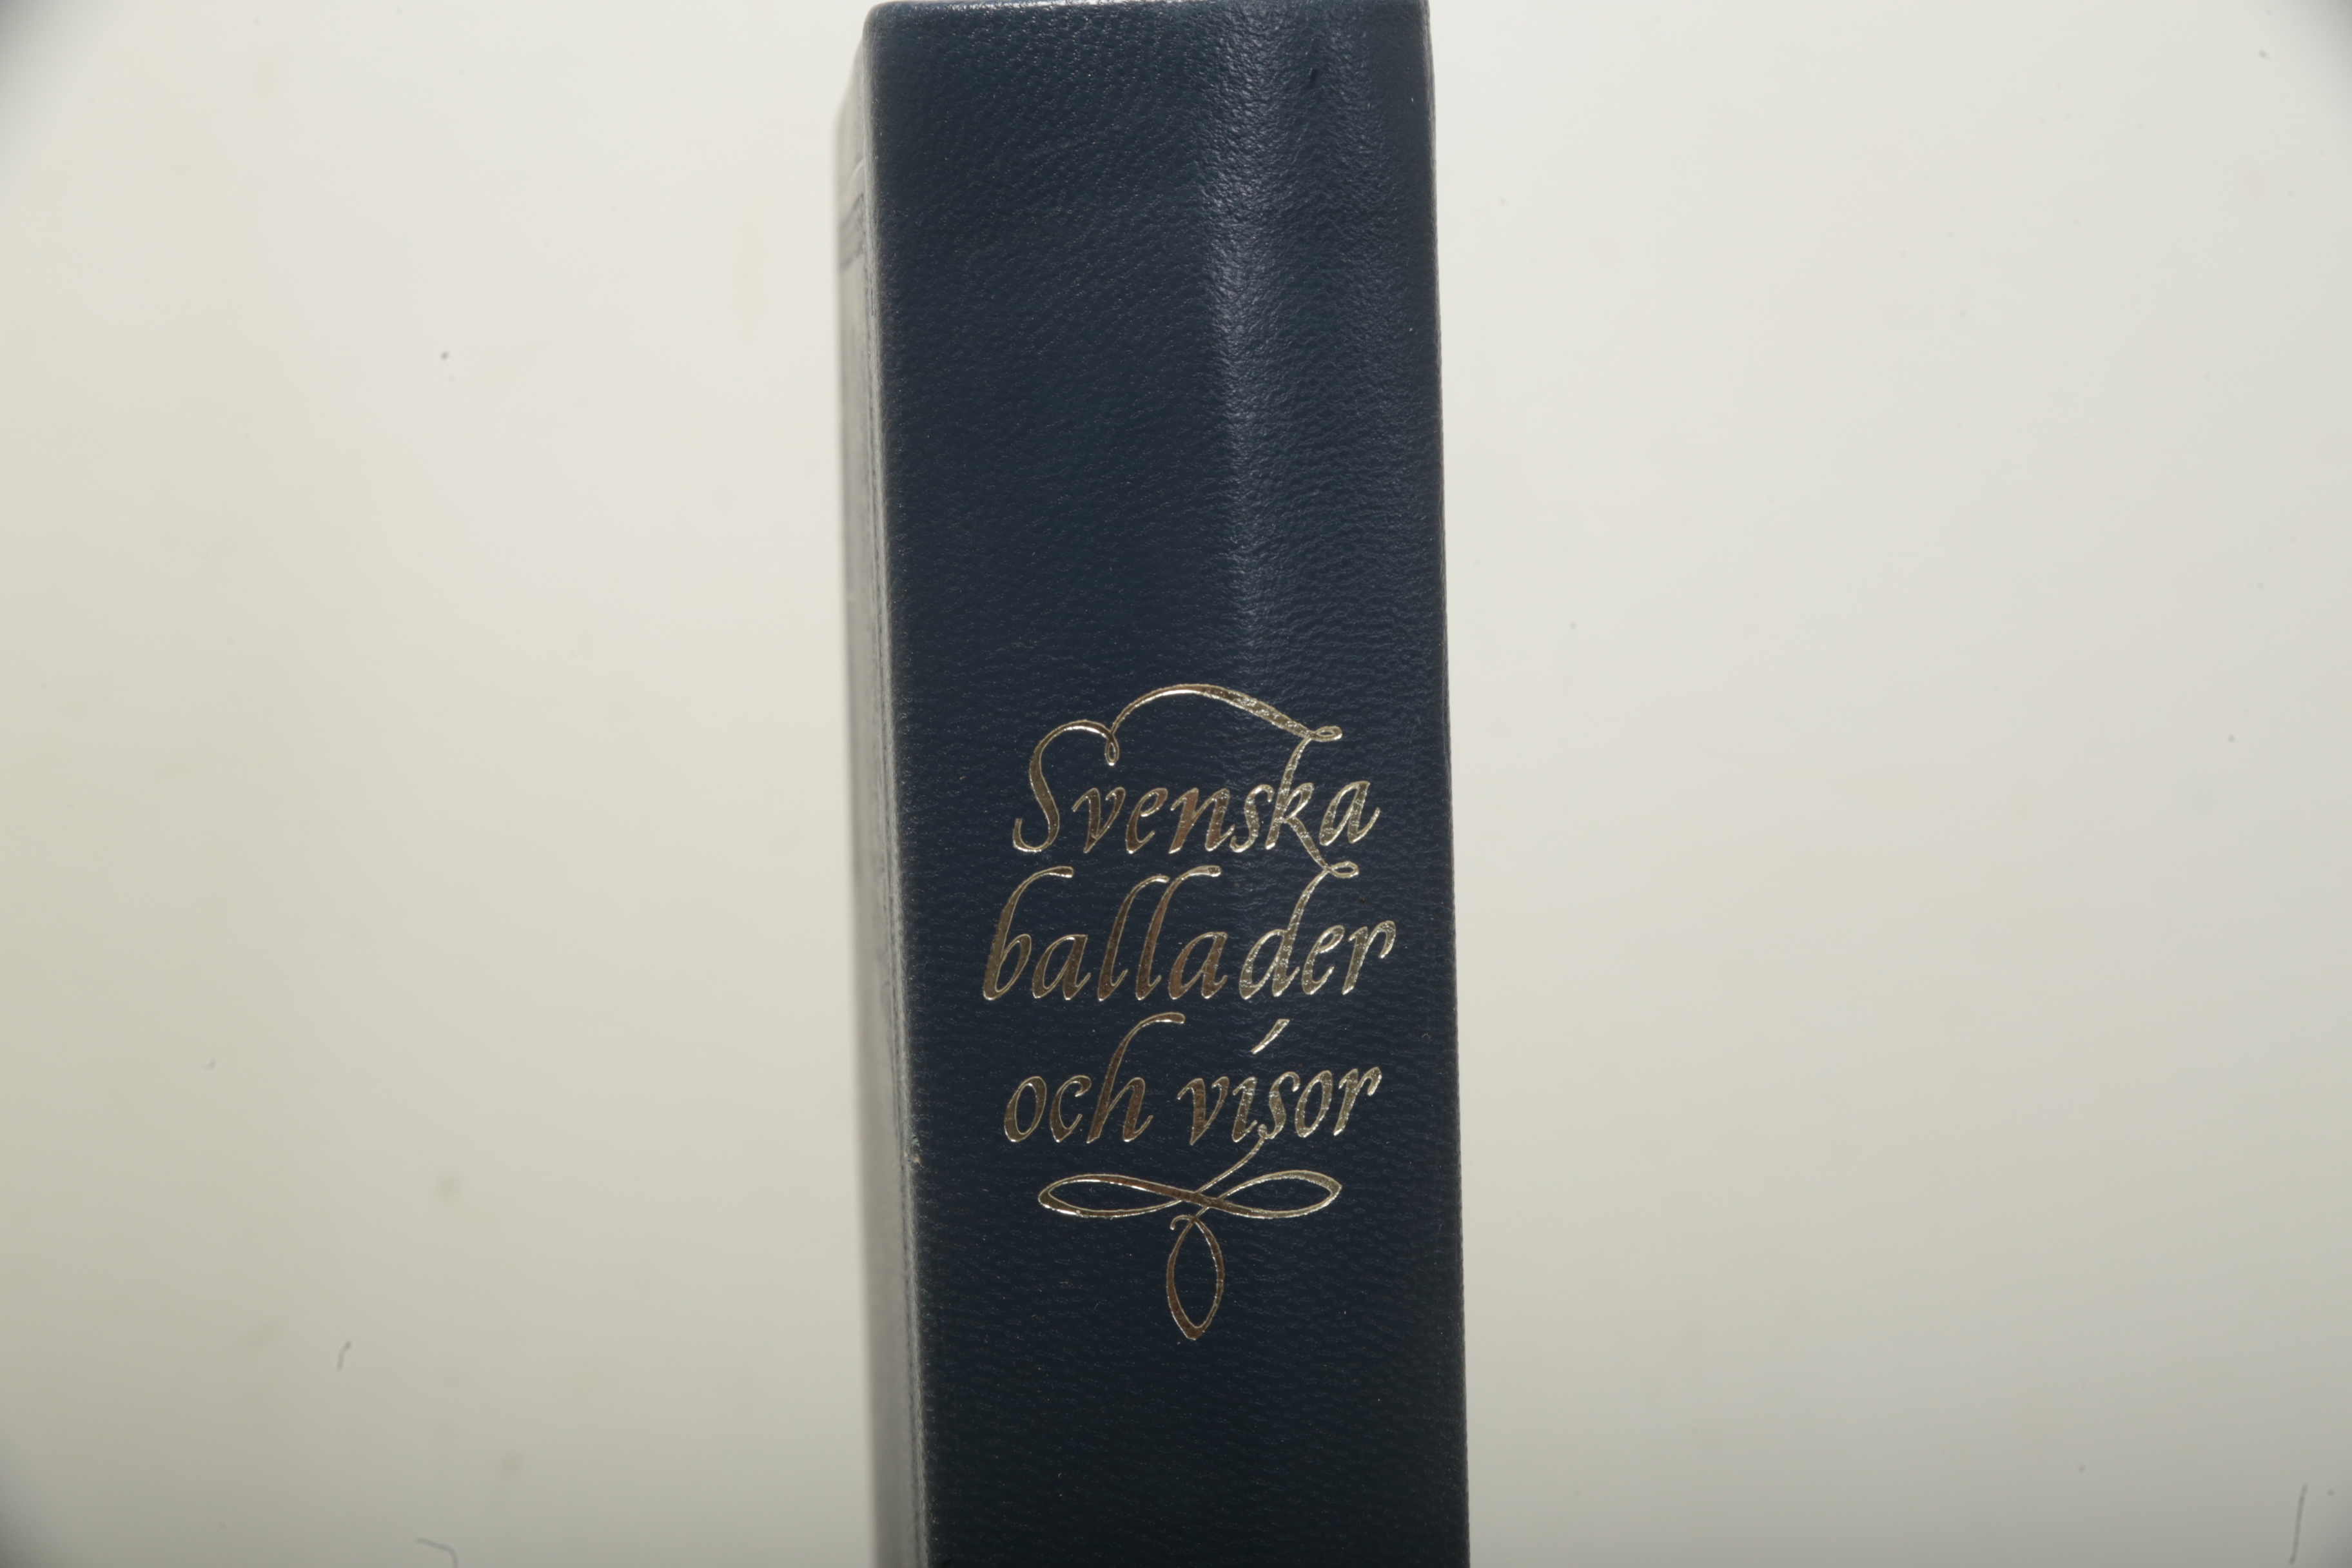 Svenska
ballader
och visor